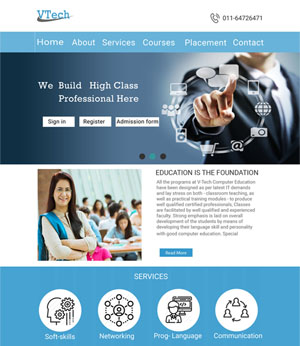 VTech
011-64726471
Home About Services Courses Placement Contact
We Build High Class
Professional Here
Sign in Register Admission form
EDUCATION IS THE FOUNDATION
All the programs at V-Tech Computer Education
have been designed as per latest IT demands
and lay stress on both - classroom teaching, as
well as practical training modules - to produce
well qualified certified professionals, Classes
are facilitated by well qualified and experienced
faculty. Strong emphasis is laid on overall
development of the students by means of
developing their language skill and personality
with good computer education. Special
Read More
SERVICES
Soft-skills Networking Prog- Language Communication